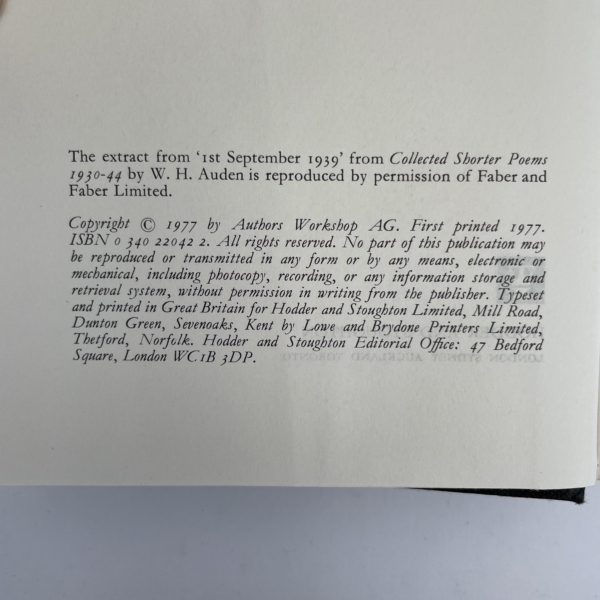 The extract from '1st September 1939' from Collected Shorter Poems
1930-44 by W. H. Auden is reproduced by permission of Faber and
Faber Limited.
Copyright © 1977 by Authors Workshop AG. First printed 1977.
ISBN 0 340 22042 2. All rights reserved. No part of this publication may
be reproduced or transmitted in any form or by any means, electronic or
mechanical, including photocopy, recording, or any information storage and
retrieval system, without permission in writing from the publisher. Typeset
and printed in Great Britain for Hodder and Stoughton Limited, Mill Road,
Dunton Green, Sevenoaks, Kent by Lowe and Brydone Printers Limited,
Thetford, Norfolk. Hodder and Stoughton Editorial Office: 47 Bedford
Square, London WC1B 3DP.
LONDON SYDNEY AUCKLAND TORONTO